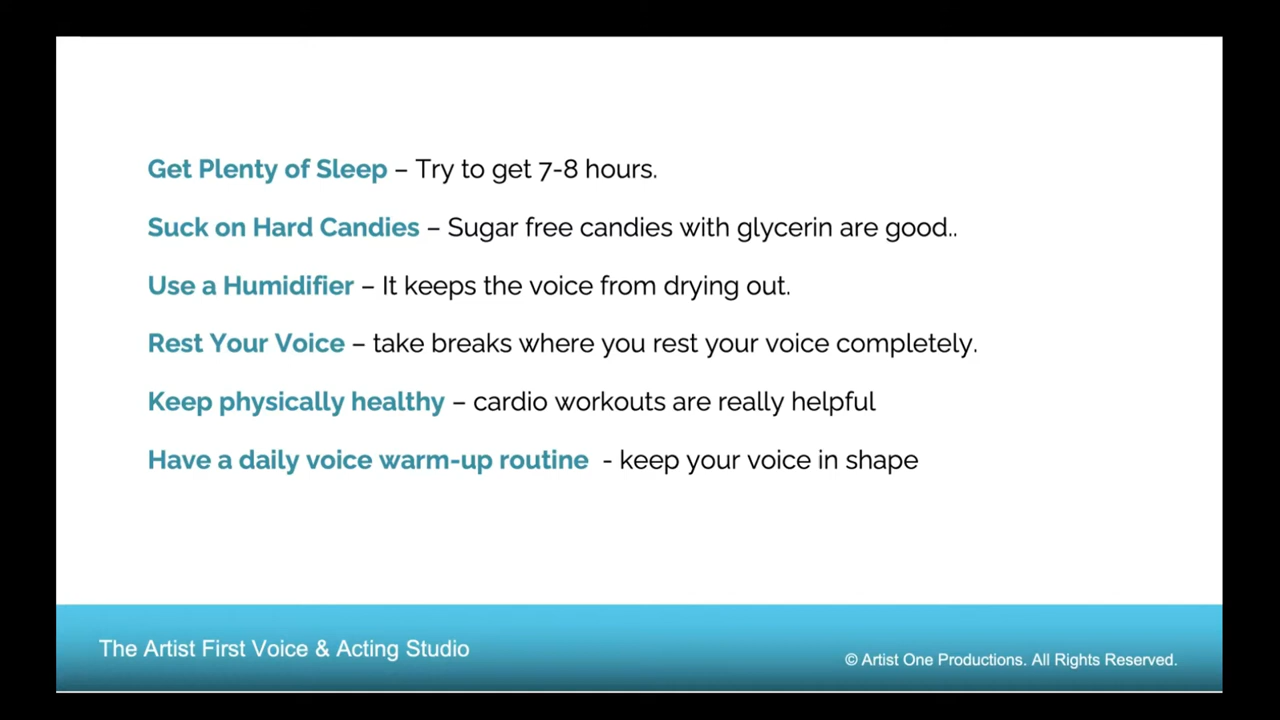 Get Plenty of Sleep – Try to get 7-8 hours.
Suck on Hard Candies – Sugar free candies with glycerin are good..
Use a Humidifier – It keeps the voice from drying out.
Rest Your Voice – take breaks where you rest your voice completely.
Keep physically healthy – cardio workouts are really helpful
Have a daily voice warm-up routine  - keep your voice in shape
The Artist First Voice & Acting Studio
© Artist One Productions. All Rights Reserved.